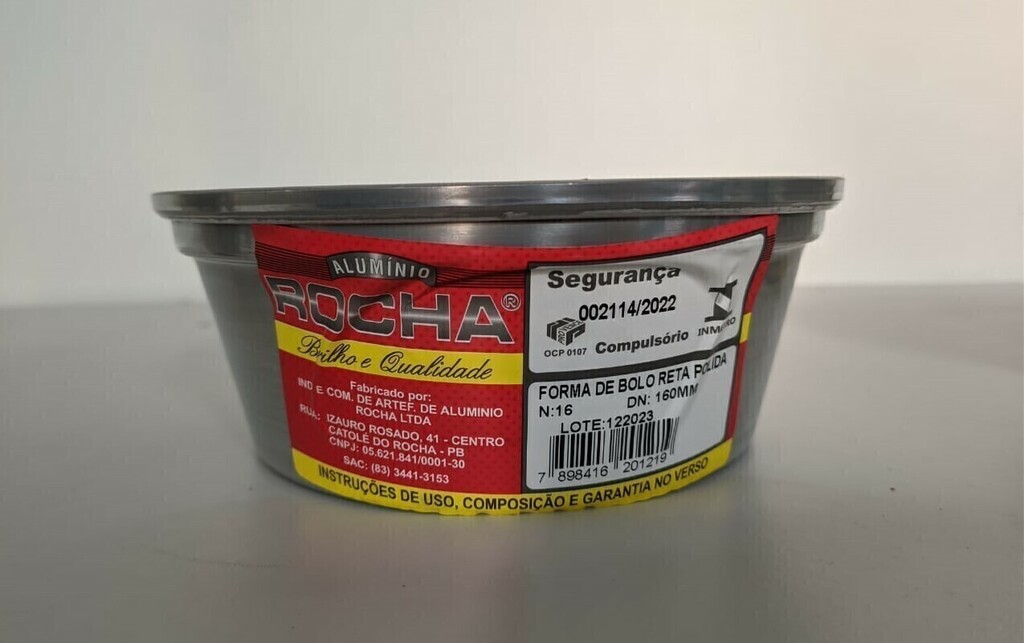 ALUMÍNIO
ROCHA®
Brilho e Qualidade
Fabricado por:
IND E COM. DE ARTEF. DE ALUMINIO
ROCHA LTDA
RUA: IZAURO ROSADO, 41 - CENTRO
CATOLÉ DO ROCHA - PB
CNPJ: 05.621.841/0001-30
SAC: (83) 3441-3153
Segurança
002114/2022
OCP 0107
Compulsório
INMETRO
FORMA DE BOLO RETA POLIDA
N:16 DN: 160MM
LOTE:122023
7 898416 201219
INSTRUÇÕES DE USO, COMPOSIÇÃO E GARANTIA NO VERSO